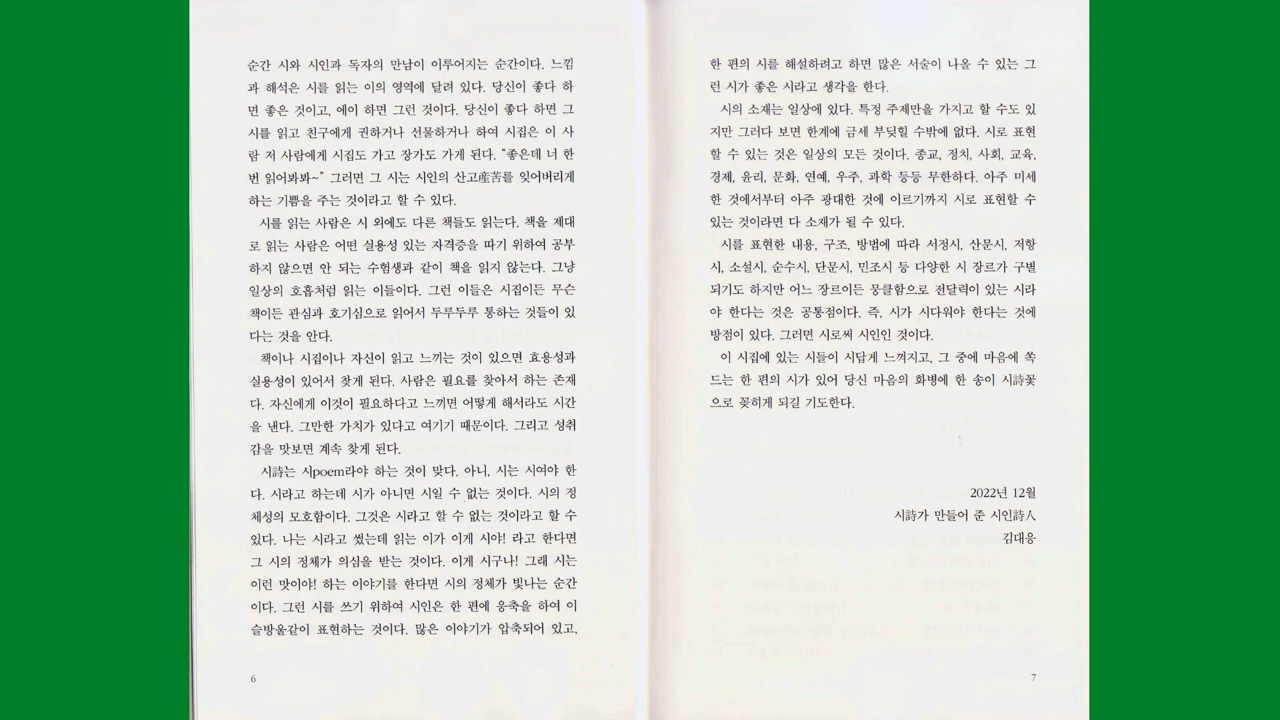 순간 시와 시인과 독자의 만남이 이루어지는 순간이다. 느낌
과 해석은 시를 읽는 이의 영역에 달려 있다. 당신이 좋다 하
면 좋은 것이고, 에이 하면 그런 것이다. 당신이 좋다 하면 그
시를 읽고 친구에게 권하거나 선물하거나 하여 시집은 이 사
람 저 사람에게 시집도 가고 장가도 가게 된다. “좋은데 너 한
번 읽어봐봐~” 그러면 그 시는 시인의 산고産苦를 잊어버리게
하는 기쁨을 주는 것이라고 할 수 있다.
시를 읽는 사람은 시 외에도 다른 책들도 읽는다. 책을 제대
로 읽는 사람은 어떤 실용성 있는 자격증을 따기 위하여 공부
하지 않으면 안 되는 수험생과 같이 책을 읽지 않는다. 그냥
일상의 호흡처럼 읽는 이들이다. 그런 이들은 시집이든 무슨
책이든 관심과 호기심으로 읽어서 두루두루 통하는 것들이 있
다는 것을 안다.
책이나 시집이나 자신이 읽고 느끼는 것이 있으면 효용성과
실용성이 있어서 찾게 된다. 사람은 필요를 찾아서 하는 존재
다. 자신에게 이것이 필요하다고 느끼면 어떻게 해서라도 시간
을 낸다. 그만한 가치가 있다고 여기기 때문이다. 그리고 성취
감을 맛보면 계속 찾게 된다.
시詩는 시poem라야 하는 것이 맞다. 아니, 시는 시여야 한
다. 시라고 하는데 시가 아니면 시일 수 없는 것이다. 시의 정
체성의 모호함이다. 그것은 시라고 할 수 없는 것이라고 할 수
있다. 나는 시라고 썼는데 읽는 이가 이게 시야! 라고 한다면
그 시의 정체가 의심을 받는 것이다. 이게 시구나! 그래 시는
이런 맛이야! 하는 이야기를 한다면 시의 정체가 빛나는 순간
이다. 그런 시를 쓰기 위하여 시인은 한 편에 응축을 하여 이
슬방울같이 표현하는 것이다. 많은 이야기가 압축되어 있고,
6
한 편의 시를 해설하려고 하면 많은 서술이 나올 수 있는 그
런 시가 좋은 시라고 생각을 한다.
시의 소재는 일상에 있다. 특정 주제만을 가지고 할 수도 있
지만 그러다 보면 한계에 금세 부딪힐 수밖에 없다. 시로 표현
할 수 있는 것은 일상의 모든 것이다. 종교, 정치, 사회, 교육,
경제, 윤리, 문화, 연예, 우주, 과학 등등 무한하다. 아주 미세
한 것에서부터 아주 광대한 것에 이르기까지 시로 표현할 수
있는 것이라면 다 소재가 될 수 있다.
시를 표현한 내용, 구조, 방법에 따라 서정시, 산문시, 저항
시, 소설시, 순수시, 단문시, 민조시 등 다양한 시 장르가 구별
되기도 하지만 어느 장르이든 뭉클함으로 전달력이 있는 시라
야 한다는 것은 공통점이다. 즉, 시가 시다워야 한다는 것에
방점이 있다. 그러면 시로써 시인인 것이다.
이 시집에 있는 시들이 시답게 느껴지고, 그 중에 마음에 쏙
드는 한 편의 시가 있어 당신 마음의 화병에 한 송이 시詩꽃
으로 꽂히게 되길 기도한다.
2022년 12월
시詩가 만들어 준 시인詩人
김대응
7